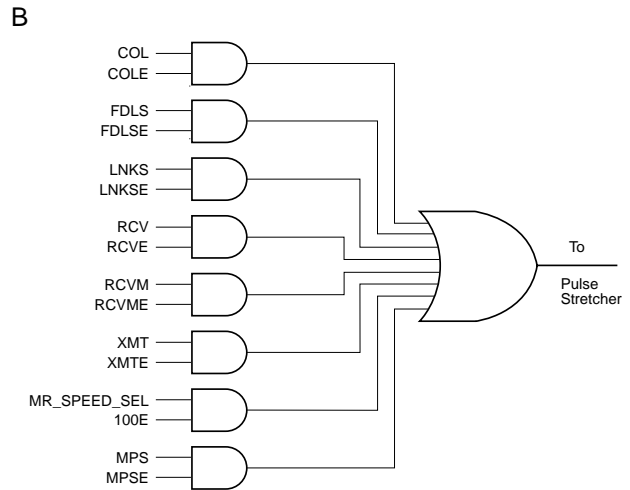 B
COL
COLE
FDLS
FDLSE
LNKS
LNKSE
RCV
RCVE
RCVM
RCVME
XMT
XMTE
MR_SPEED_SEL
100E
MPS
MPSE
To
Pulse
Stretcher